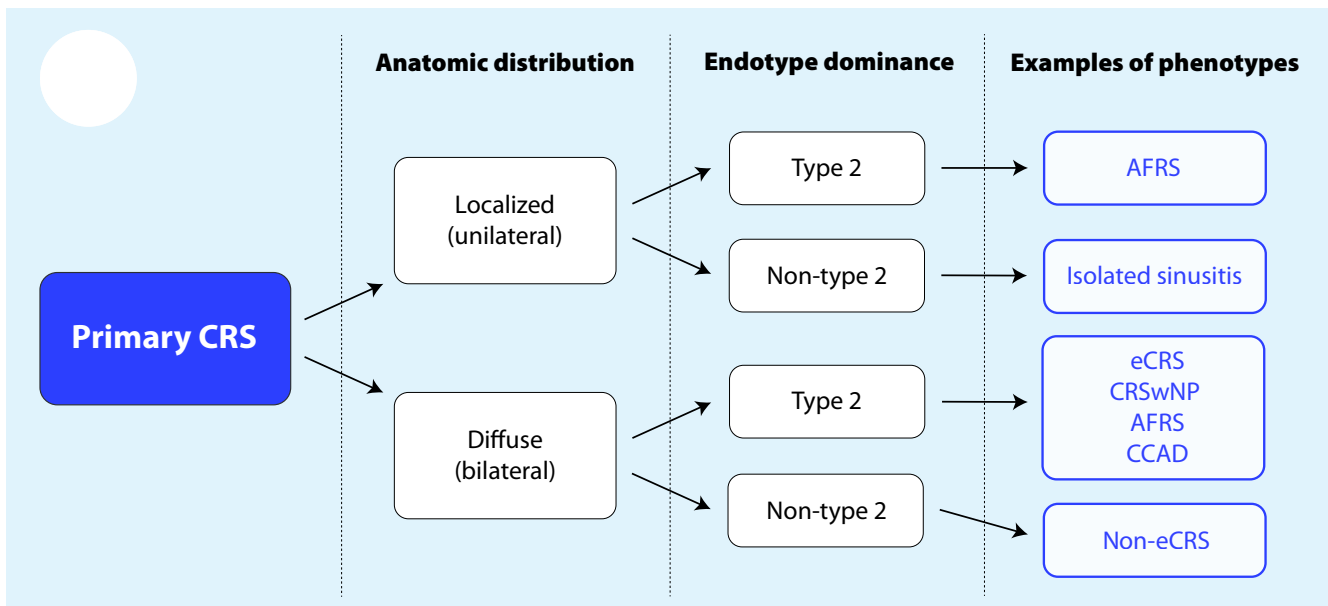 Anatomic distribution
Endotype dominance
Examples of phenotypes
Primary CRS
Localized
(unilateral)
Type 2
AFRS
Non-type 2
Isolated sinusitis
Diffuse
(bilateral)
Type 2
eCRS
CRSwNP
AFRS
CCAD
Non-type 2
Non-eCRS